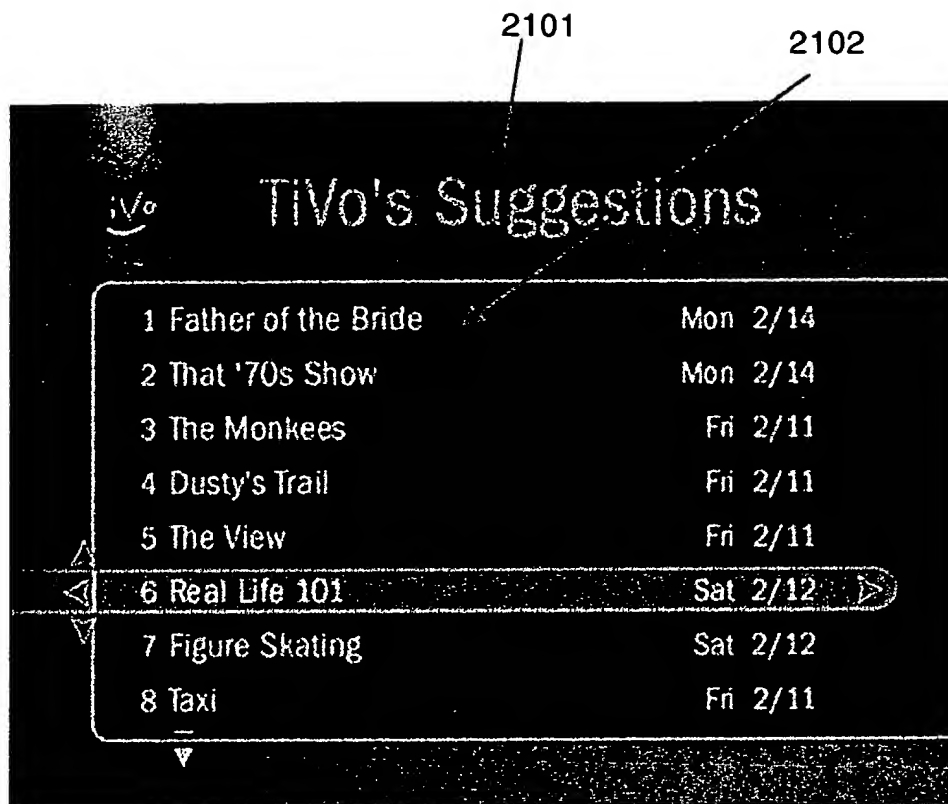 2101
2102
TiVo's Suggestions
iVo
1 Father of the Bride Mon 2/14
2 That '70s Show Mon 2/14
3 The Monkees Fri 2/11
4 Dusty's Trail Fri 2/11
5 The View Fri 2/11
6 Real Life 101 Sat 2/12
7 Figure Skating Sat 2/12
8 Taxi Fri 2/11